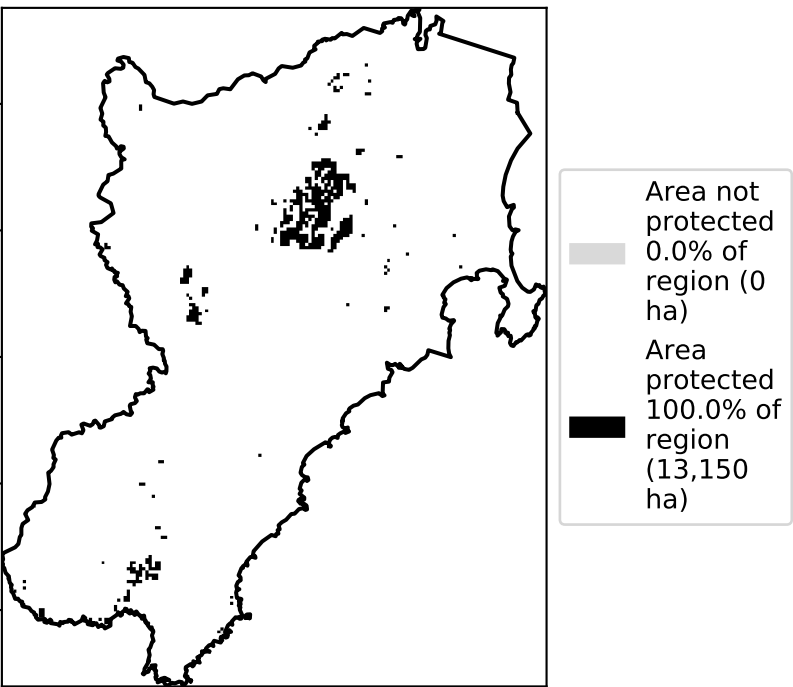 Area not
protected
0.0% of
region (0
ha)
Area
protected
100.0% of
region
(13,150
ha)